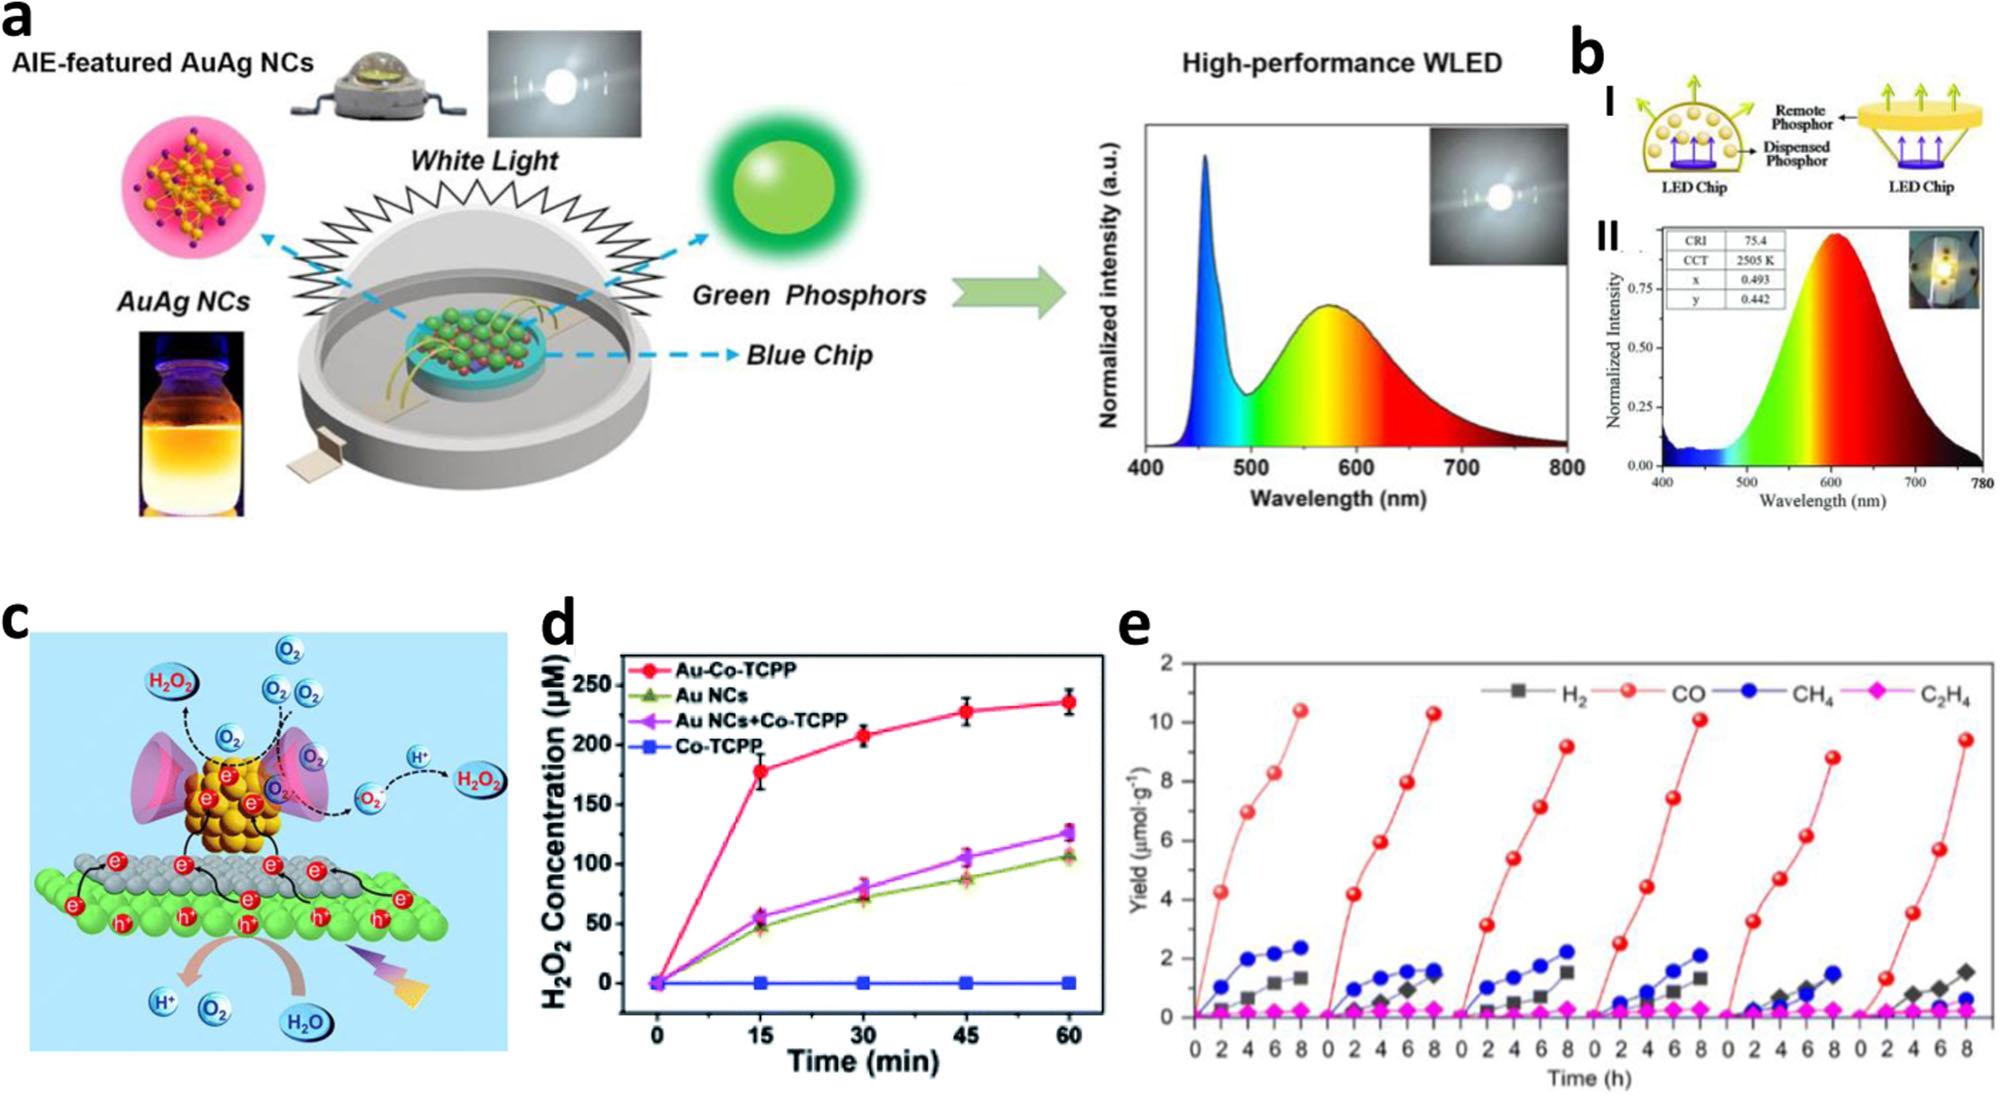 a
AIE-featured AuAg NCs
White Light
AuAg NCs
Green Phosphors
Blue Chip
High-performance WLED
Normalized intensity (a.u.)
400 500 600 700 800
Wavelength (nm)
b
I
Remote
Phosphor
Dispensed
Phosphor
LED Chip
LED Chip
II
CRI 75.4
CCT 2505 K
x 0.493
y 0.442
Normalized Intensity
0.75
0.50
0.25
0.00
400 500 600 700 780
Wavelength (nm)
c
O₂
H₂O₂
O₂ O₂
O₂
O₂
H⁺
e⁻
O₂
H₂O₂
e⁻ e⁻
·O₂⁻
e⁻ e⁻ e⁻ e⁻
e⁻ e⁻ e⁻
h⁺ h⁺ h⁺ h⁺ h⁺
H⁺ O₂ H₂O
d
H₂O₂ Concentration (μM)
250
200
150
100
50
0
Au-Co-TCPP
Au NCs
Au NCs+Co-TCPP
Co-TCPP
0 15 30 45 60
Time (min)
e
Yield (μmol·g⁻¹)
2
10
8
6
4
2
0
H₂ CO CH₄ C₂H₄
0 2 4 6 8 0 2 4 6 8 0 2 4 6 8 0 2 4 6 8 0 2 4 6 8 0 2 4 6 8
Time (h)